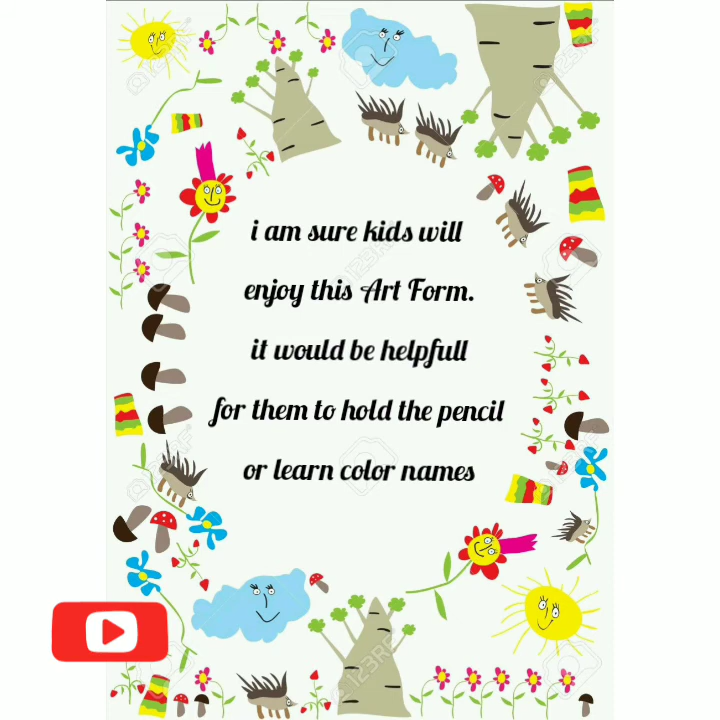 i am sure kids will
enjoy this Art Form.
it would be helpfull
for them to hold the pencil
or learn color names